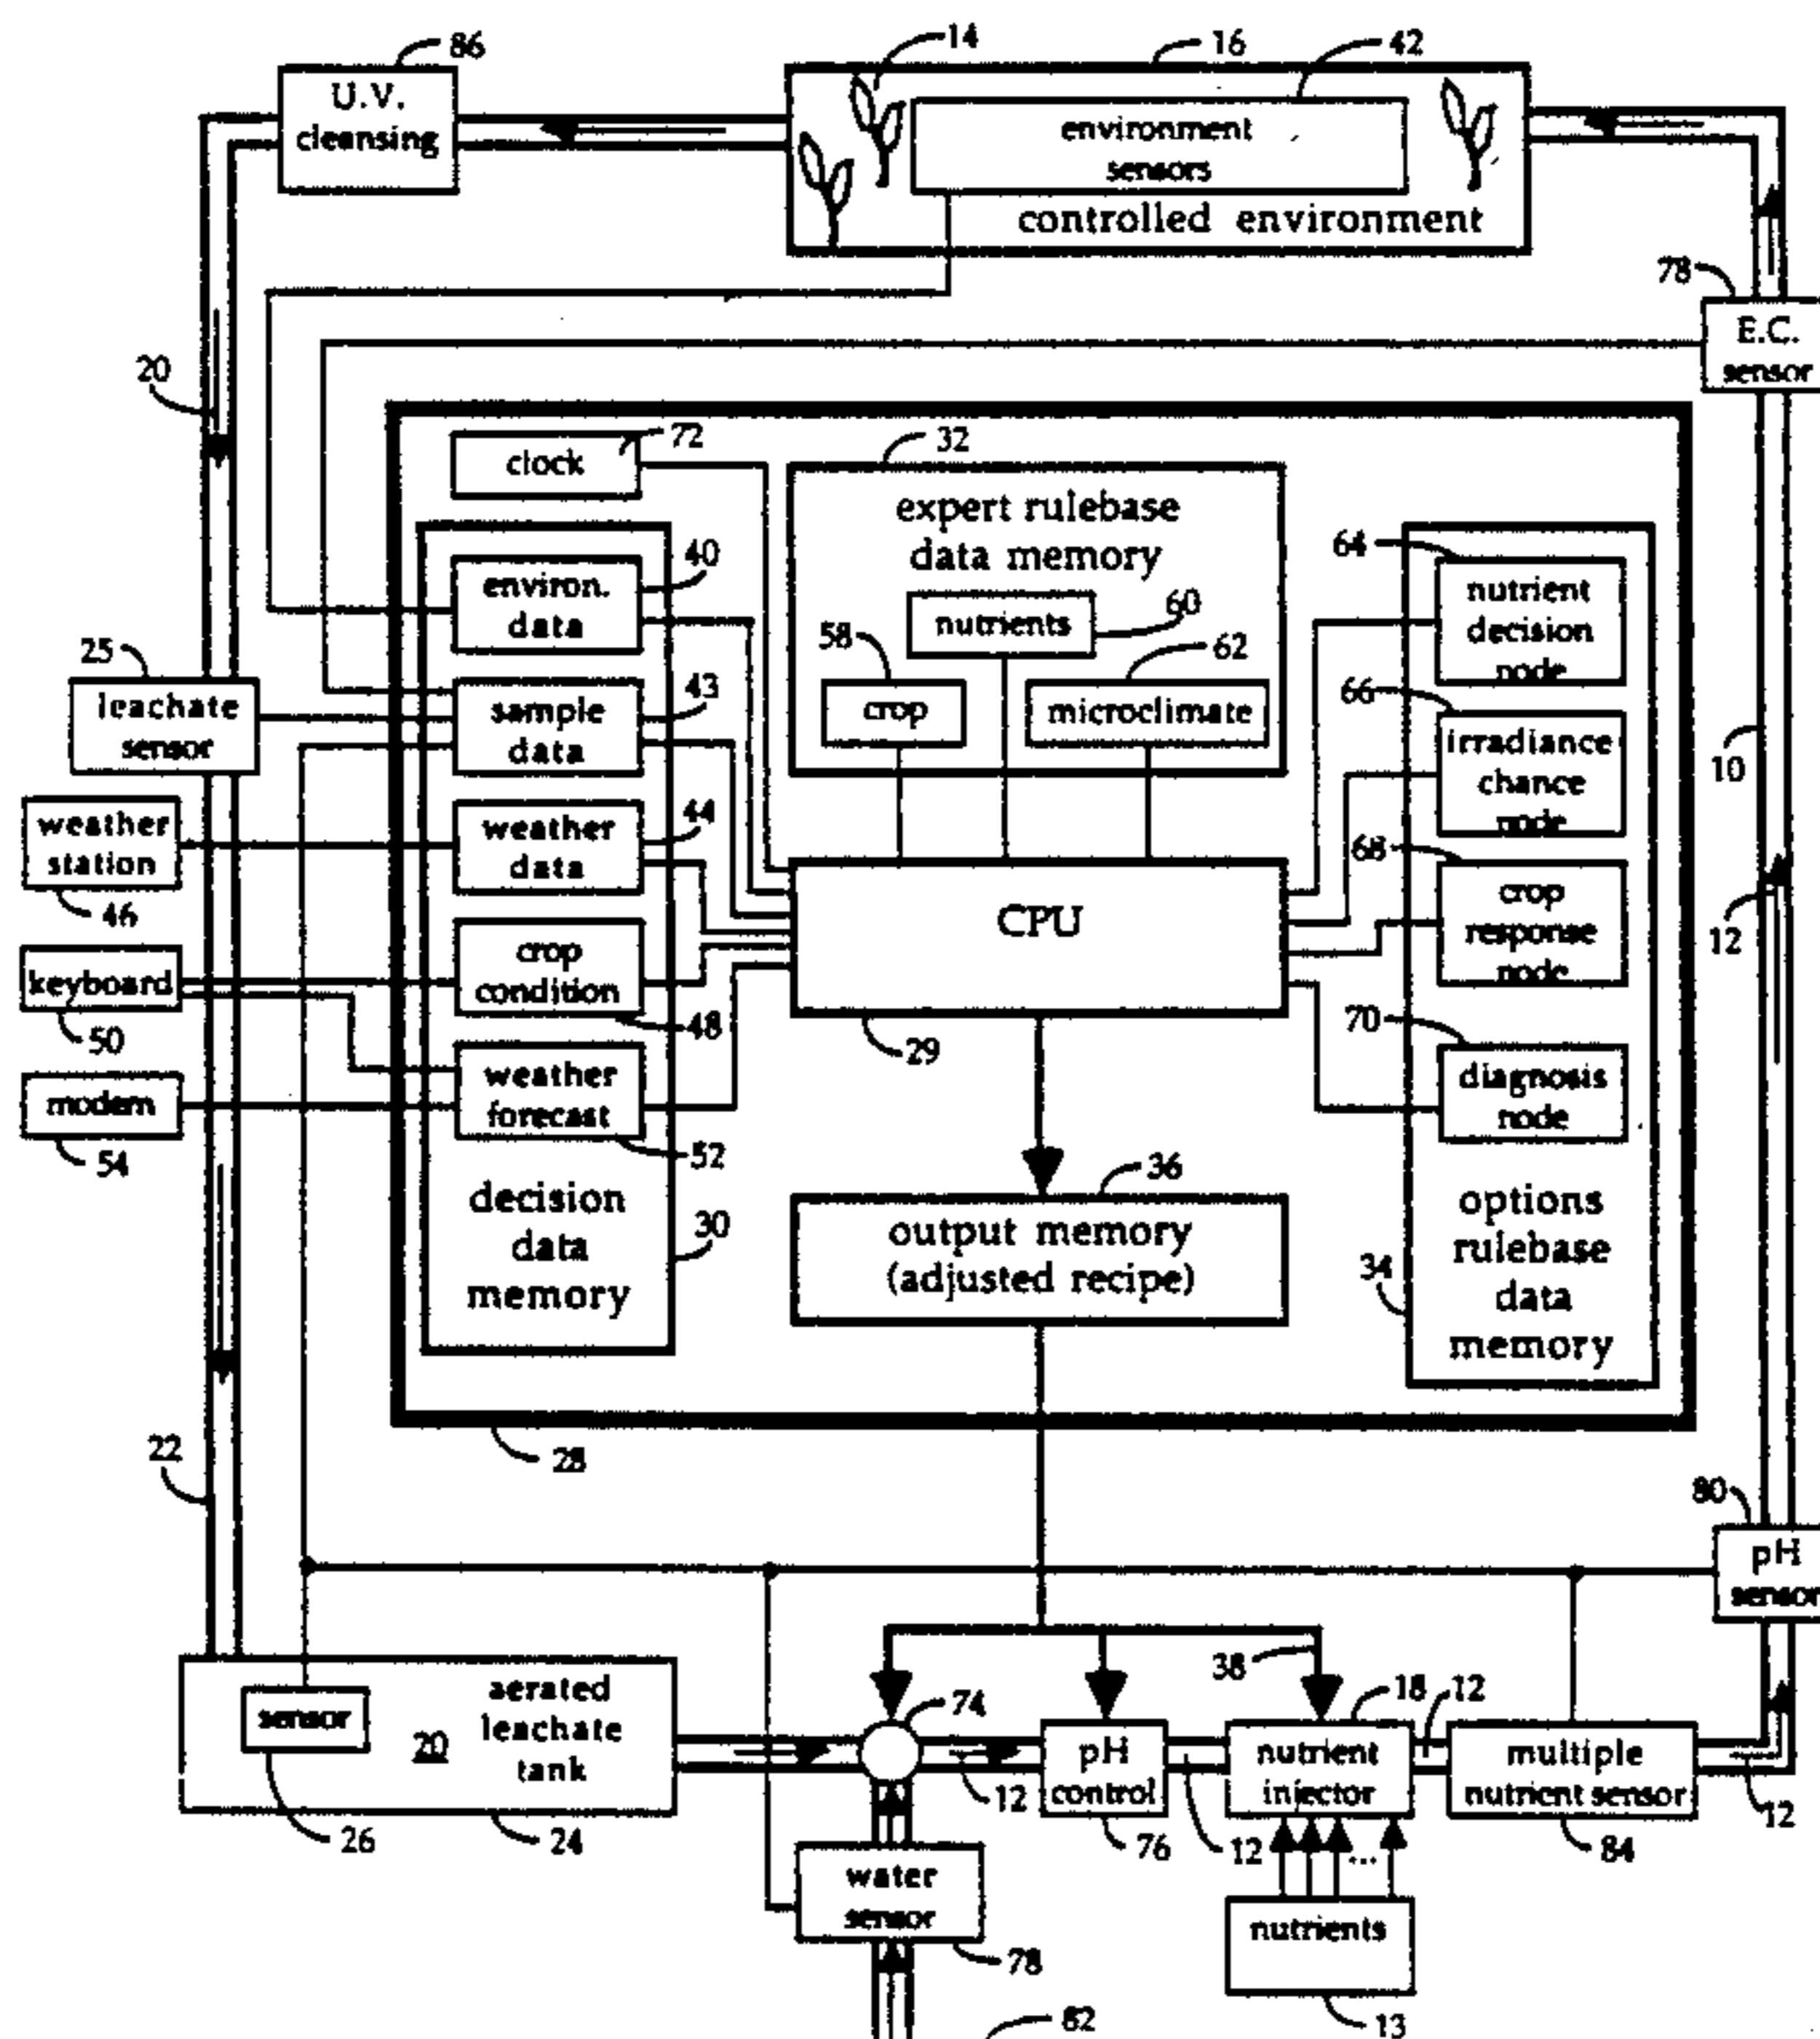 86
14
16
42
U.V.
cleansing
environment
sensors
controlled environment
78
E.C.
sensor
20
72
clock
32
expert rulebase
data memory
40
environ.
data
nutrients
60
58
62
crop
microclimate
64
nutrient
decision
node
25
leachate
sensor
43
sample
data
66
irradiance
chance
node
10
weather
station
46
44
weather
data
68
crop
response
node
12
CPU
29
keyboard
50
crop
condition
48
70
diagnosis
node
modem
54
weather
forecast
52
decision
data
memory
30
36
output memory
(adjusted recipe)
options
rulebase
data
memory
34
28
22
80
pH
sensor
38
sensor
20
aerated
leachate
tank
26
24
74
12
pH
control
76
12
18
nutrient
injector
12
multiple
nutrient sensor
84
12
water
sensor
78
...
nutrients
13
82